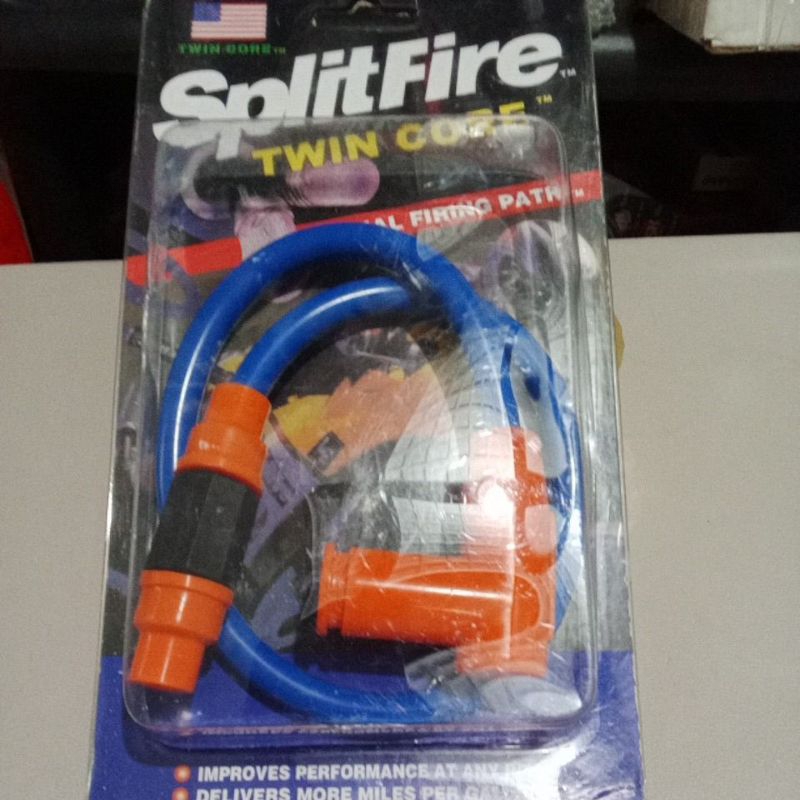 TWIN CORE™
SplitFire™
TWIN CORE™
FIRING PATH™
IMPROVES PERFORMANCE AT ANY
DELIVERS MORE MILES PER